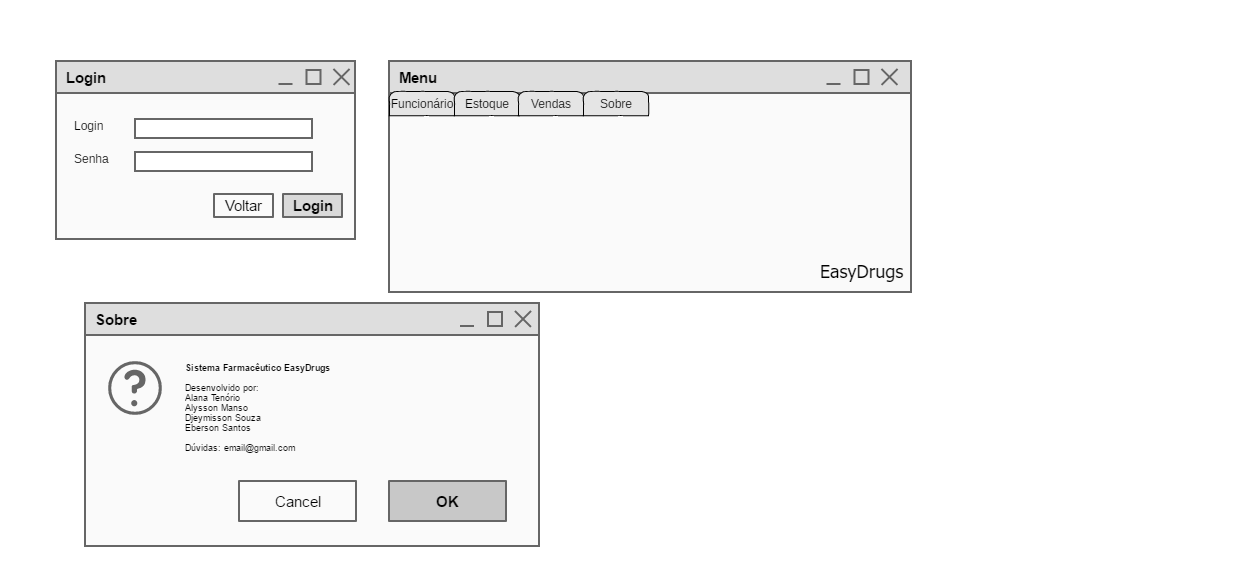 Login
Login
Senha
Voltar Login
Menu
Funcionário Estoque Vendas Sobre
EasyDrugs
Sobre
Sistema Farmacêutico EasyDrugs
Desenvolvido por:
Alana Tenório
Alysson Manso
Djeymisson Souza
Eberson Santos
Dúvidas: email@gmail.com
Cancel OK